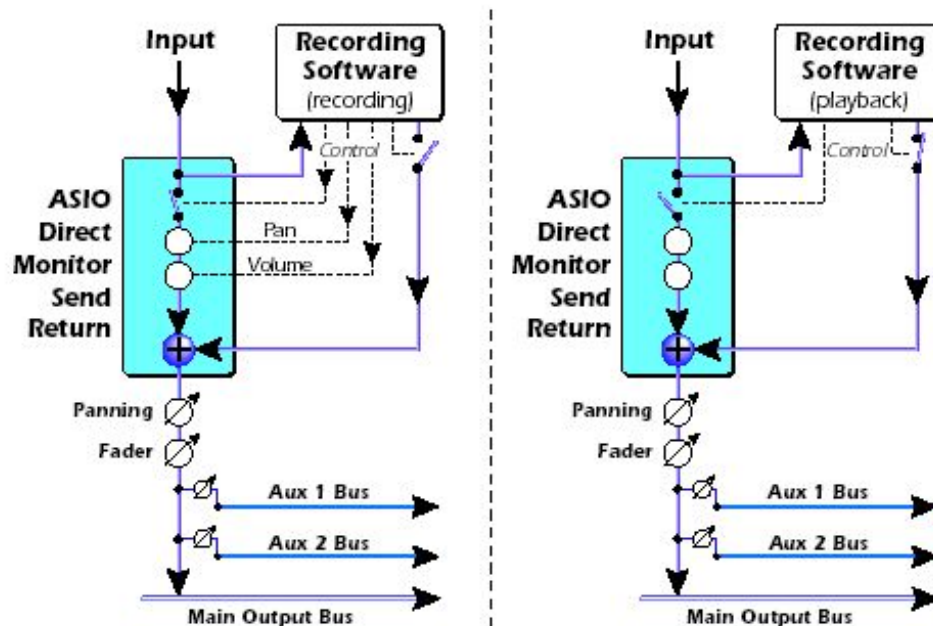 Input
Recording
Software
(recording)
Control
ASIO
Direct
Monitor
Send
Return
Pan
Volume
Panning
Fader
Aux 1 Bus
Aux 2 Bus
Main Output Bus
Input
Recording
Software
(playback)
Control
ASIO
Direct
Monitor
Send
Return
Panning
Fader
Aux 1 Bus
Aux 2 Bus
Main Output Bus